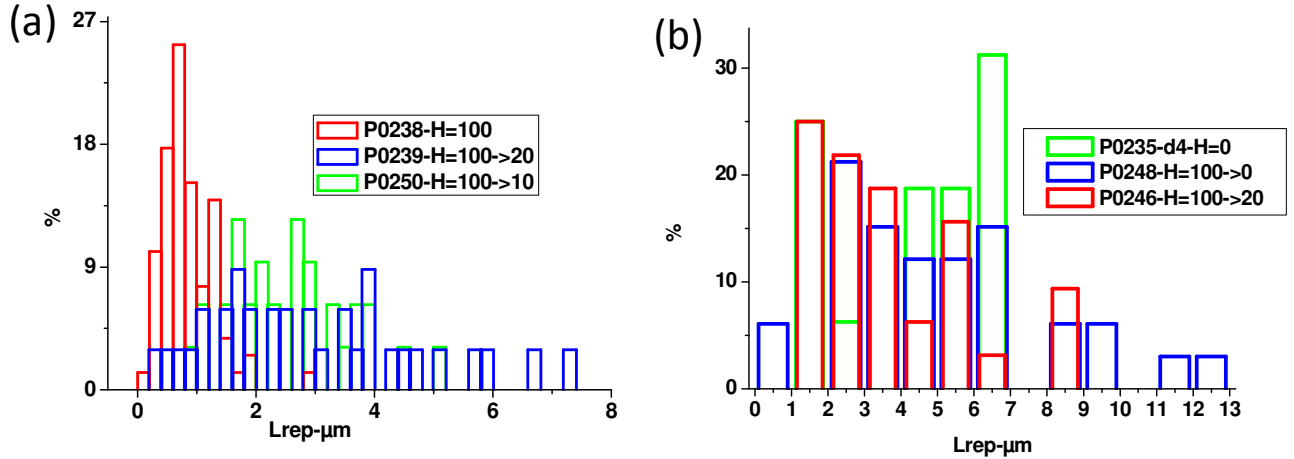 (a)
27
18
9
0
%
P0238-H=100
P0239-H=100->20
P0250-H=100->10
0 2 4 6 8
Lrep-µm
(b)
30
20
10
0
%
P0235-d4-H=0
P0248-H=100->0
P0246-H=100->20
0 1 2 3 4 5 6 7 8 9 10 11 12 13
Lrep-µm